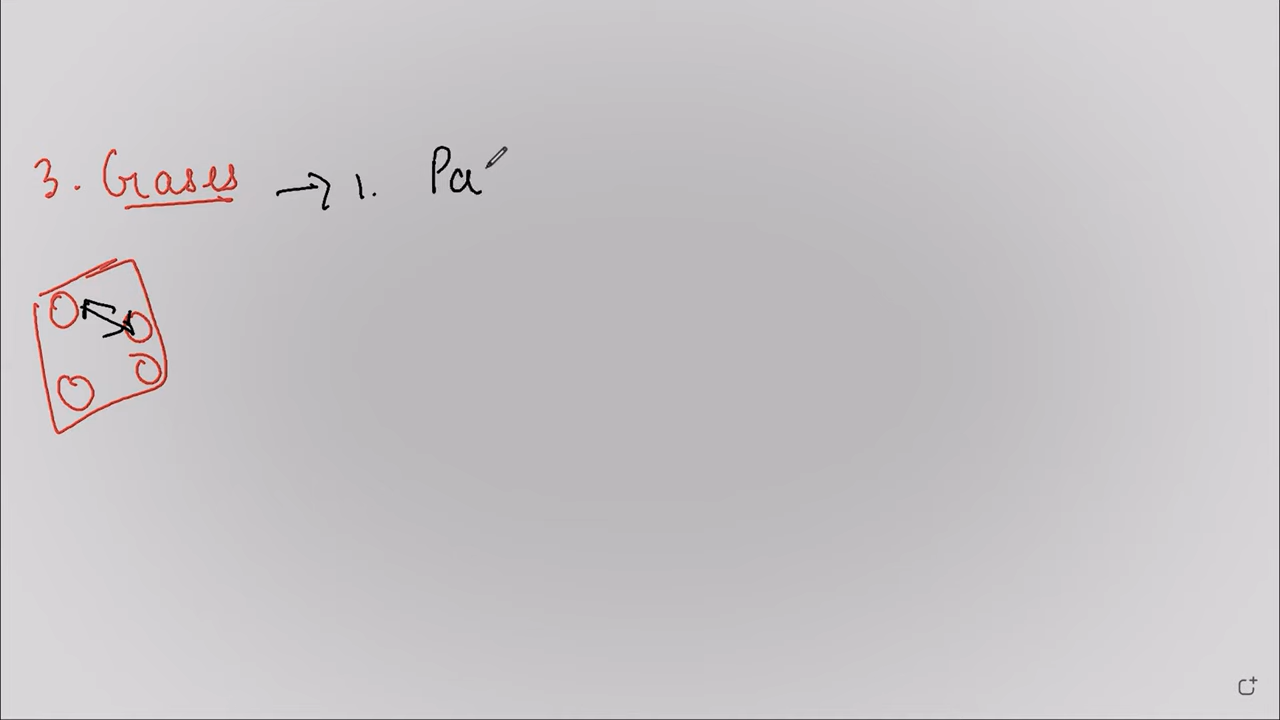 3. Gases → 1. Pa